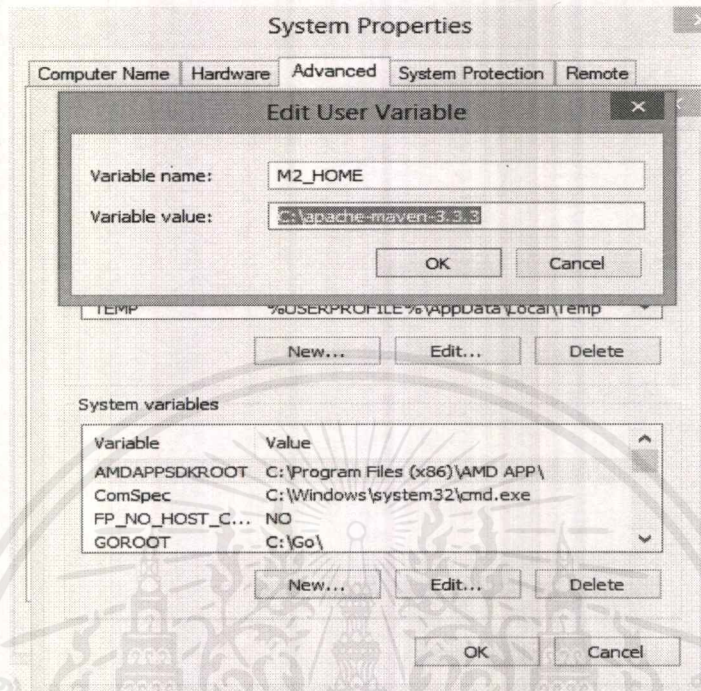 System Properties
Computer Name Hardware Advanced System Protection Remote
Edit User Variable
Variable name: M2_HOME
Variable value: C:\apache-maven-3.3.3
OK Cancel
TEMP %USERPROFILE%\AppData\Local\Temp
New... Edit... Delete
System variables
Variable Value
AMDAPPSDKROOT C:\Program Files (x86)\AMD APP\
ComSpec C:\Windows\system32\cmd.exe
FP_NO_HOST_C... NO
GOROOT C:\Go\
New... Edit... Delete
OK Cancel